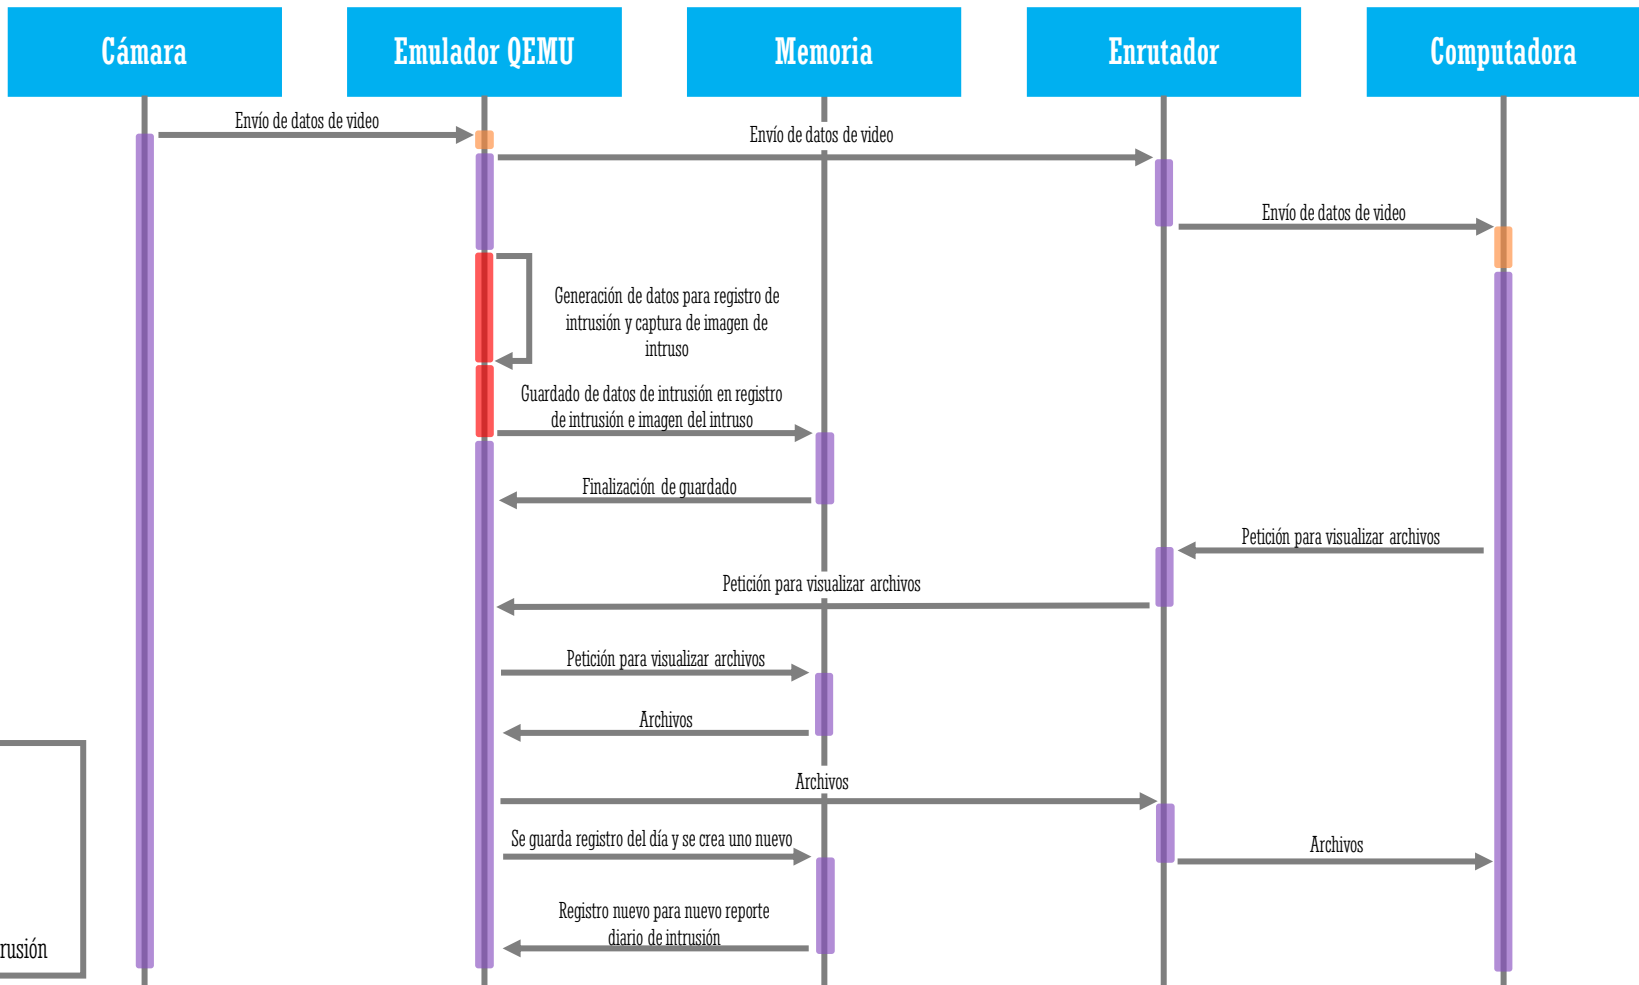 Cámara
Emulador QEMU
Memoria
Enrutador
Computadora
Envío de datos de video
Envío de datos de video
Envío de datos de video
Generación de datos para registro de
intrusión y captura de imagen de
intruso
Guardado de datos de intrusión en registro
de intrusión e imagen del intruso
Finalización de guardado
Petición para visualizar archivos
Petición para visualizar archivos
Petición para visualizar archivos
Archivos
Archivos
Se guarda registro del día y se crea uno nuevo
Archivos
Registro nuevo para nuevo reporte
diario de intrusión
rusión